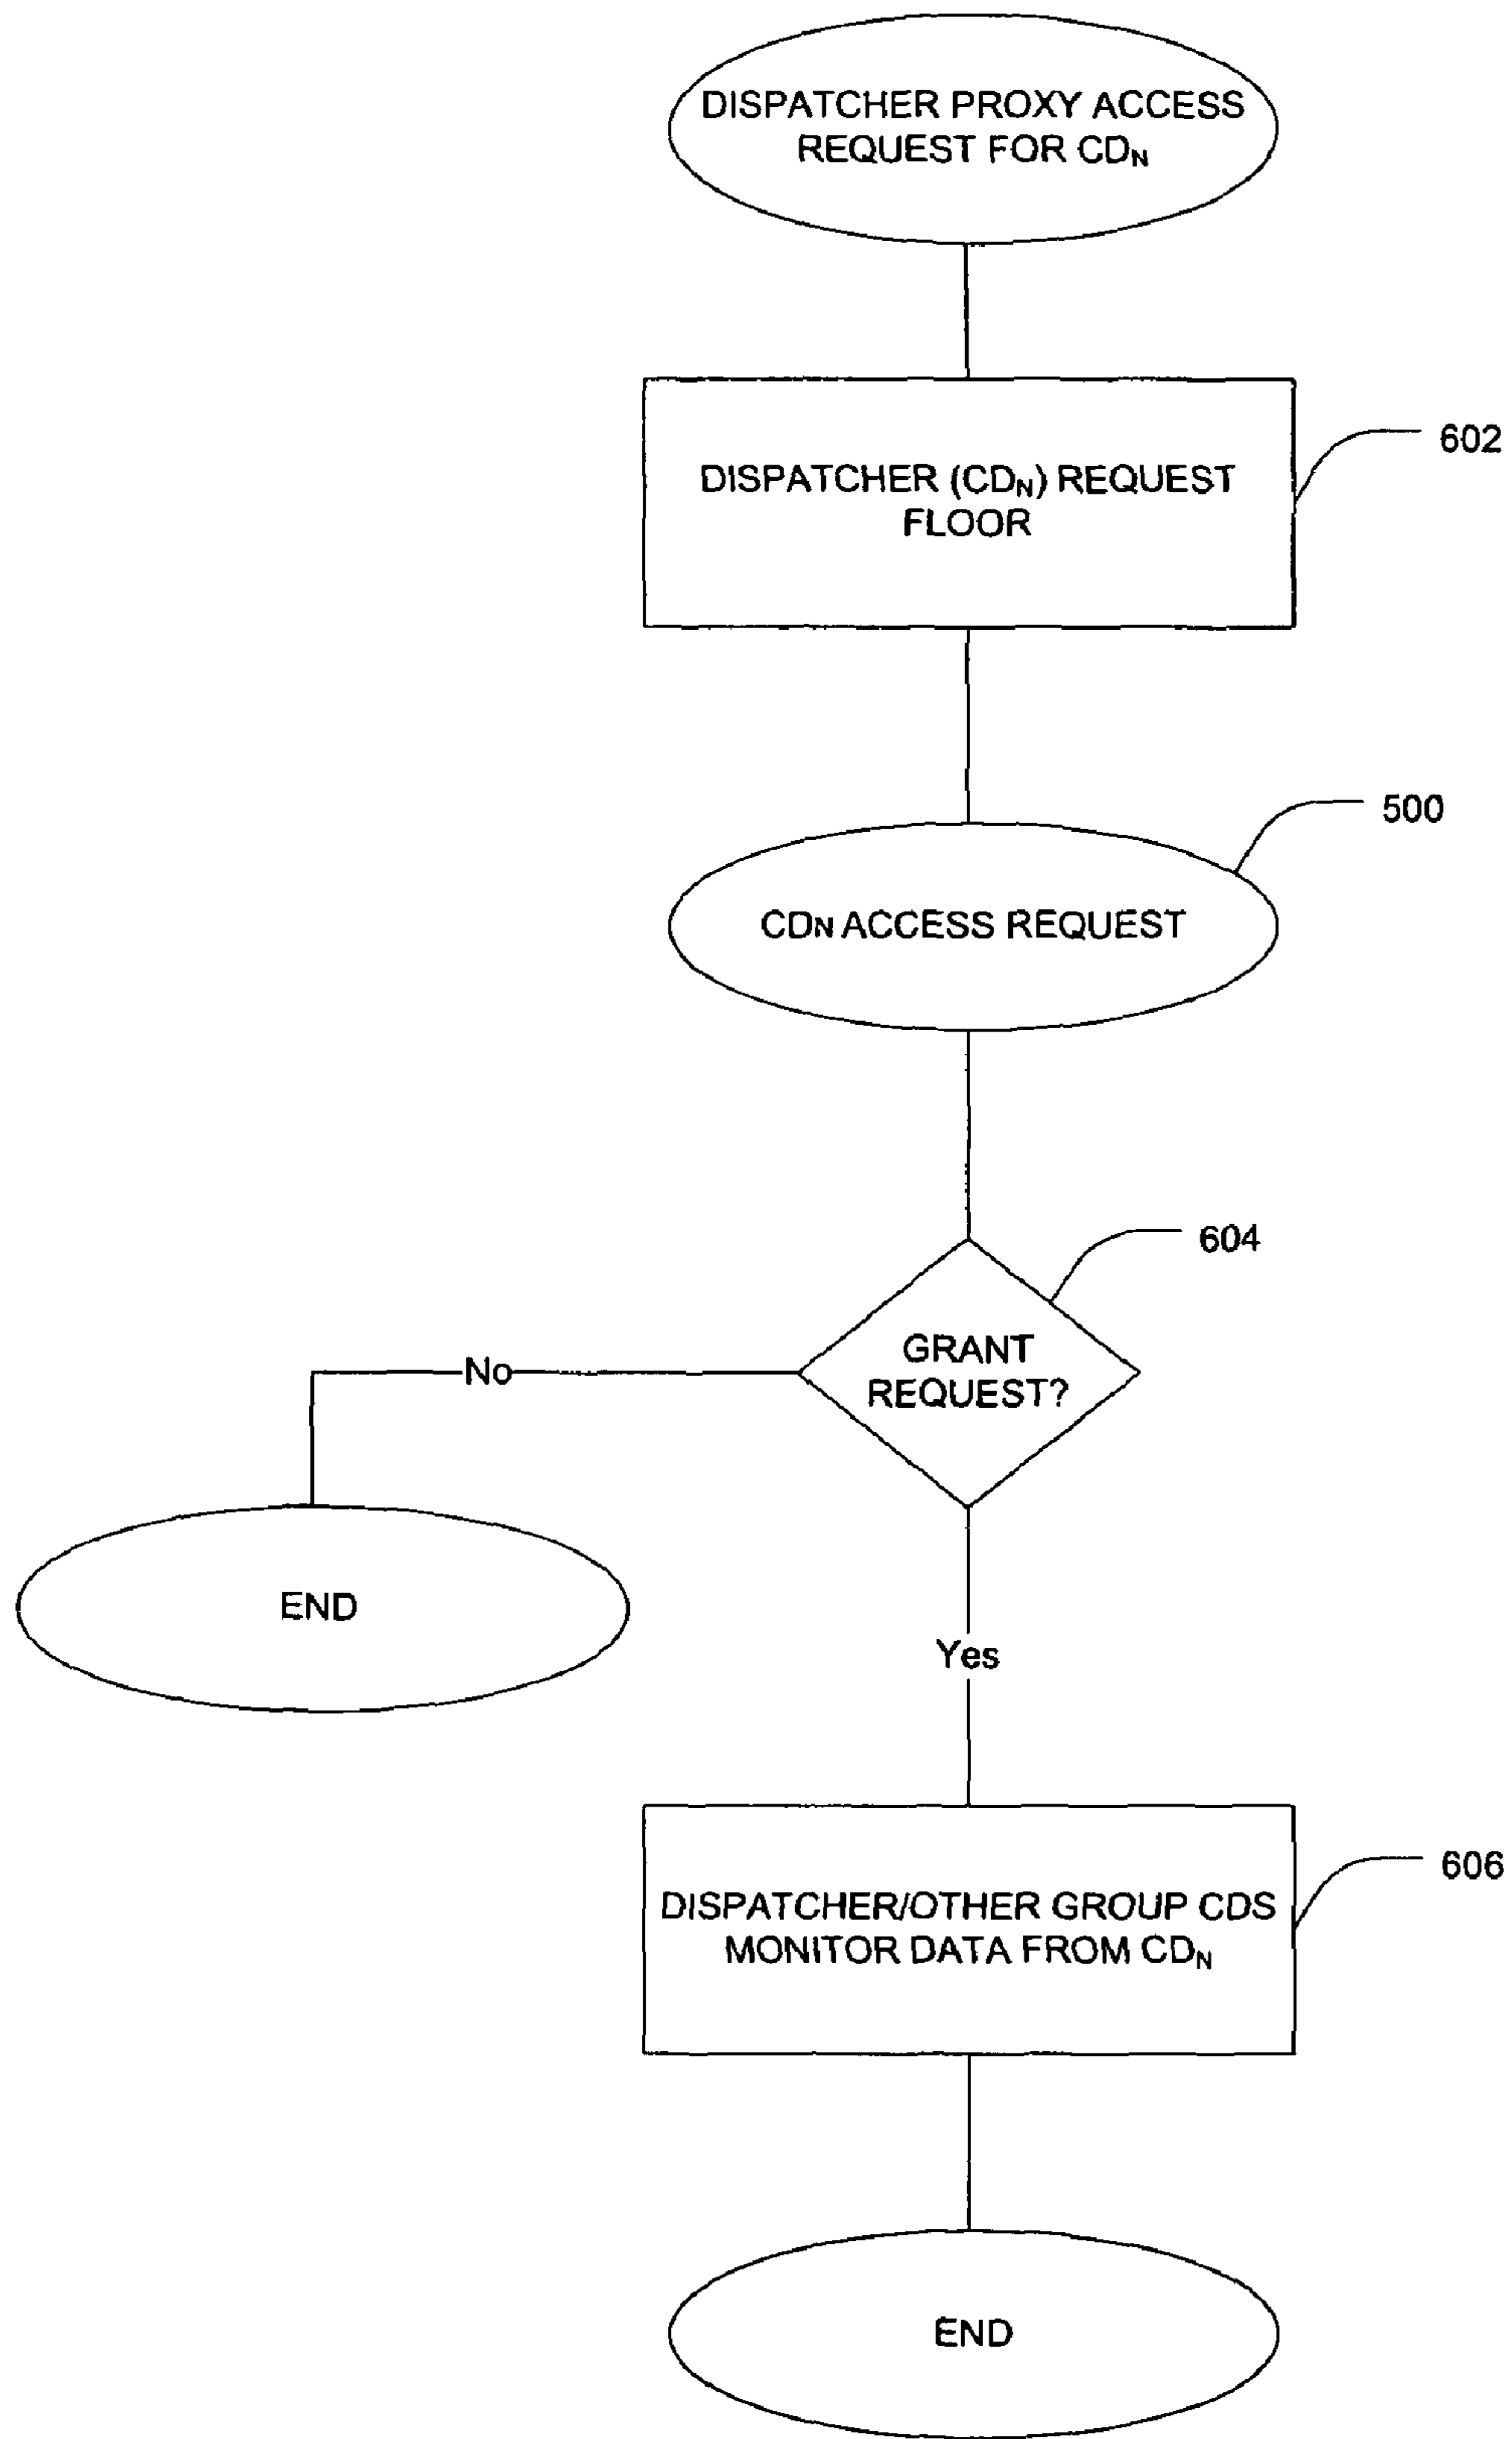 DISPATCHER PROXY ACCESS
REQUEST FOR CDN
602
DISPATCHER (CDN) REQUEST
FLOOR
500
CDN ACCESS REQUEST
604
GRANT
REQUEST?
No
END
Yes
606
DISPATCHER/OTHER GROUP CDS
MONITOR DATA FROM CDN
END